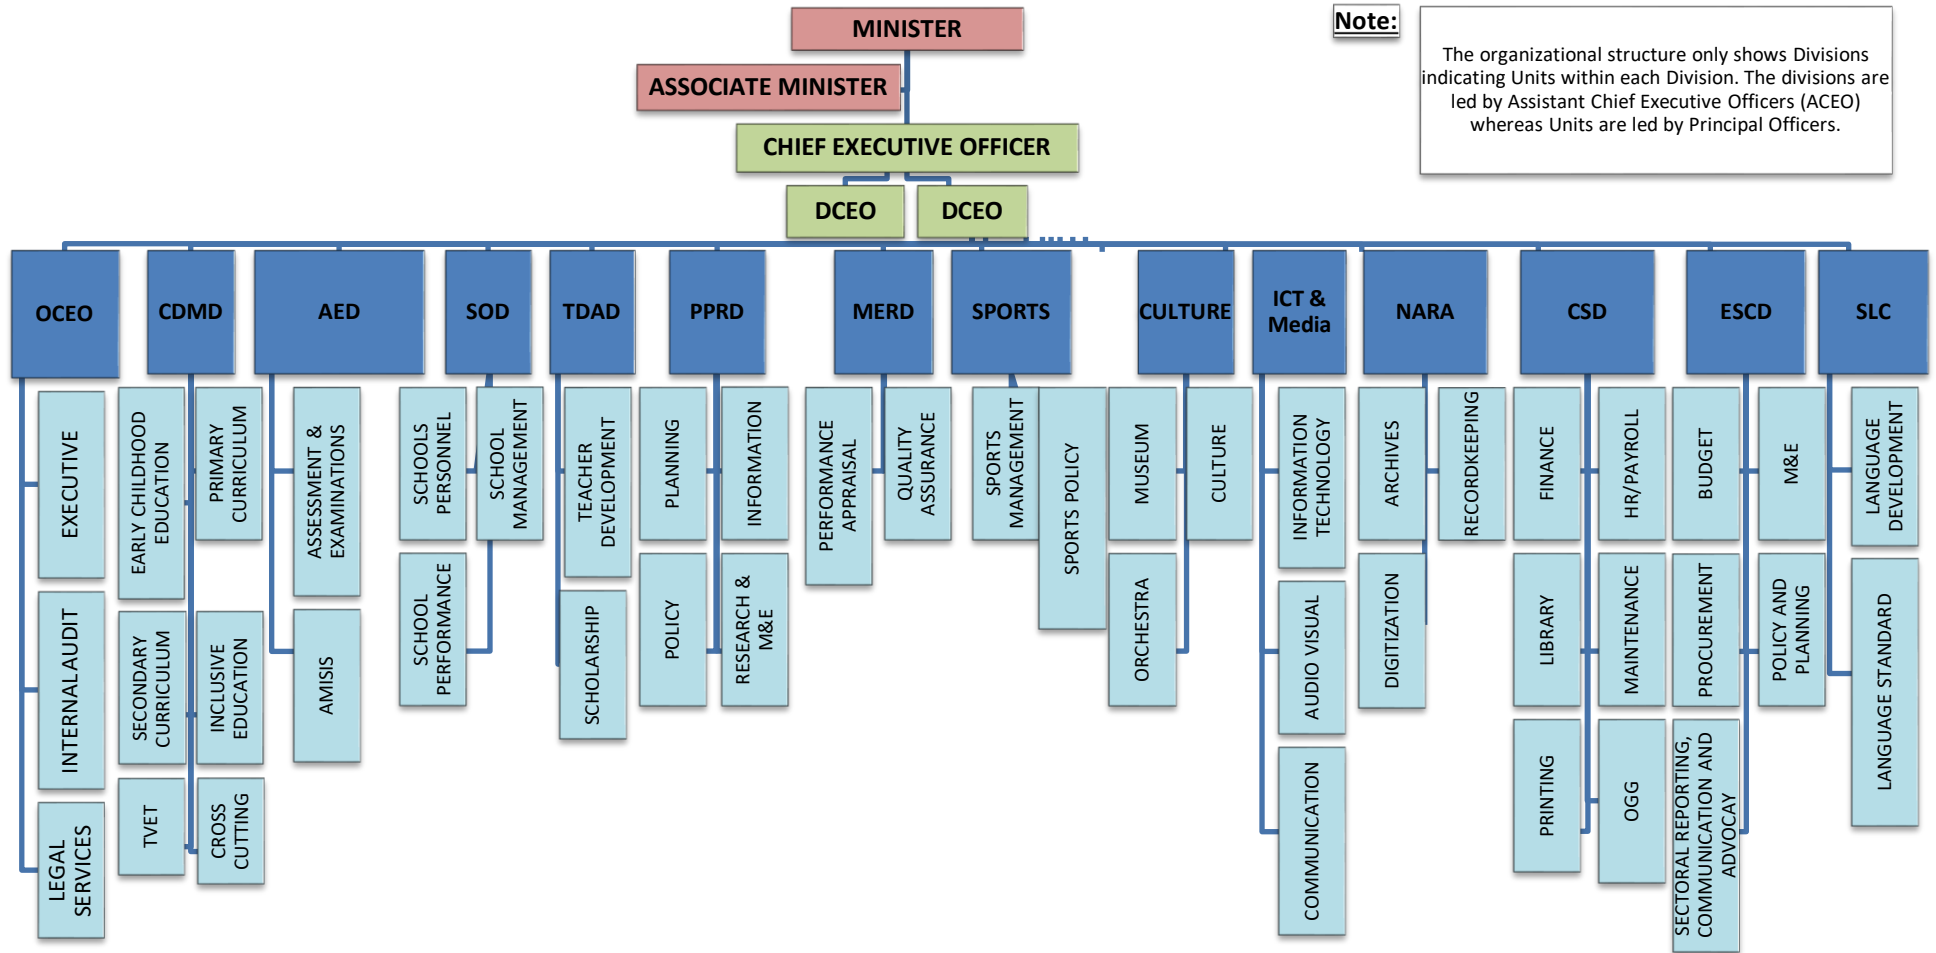 MINISTER
Note:
The organizational structure only shows Divisions
indicating Units within each Division. The divisions are
led by Assistant Chief Executive Officers (ACEO)
whereas Units are led by Principal Officers.
ASSOCIATE MINISTER
CHIEF EXECUTIVE OFFICER
DCEO
DCEO
OCEO
CDMD
AED
SOD
TDAD
PPRD
MERD
SPORTS
CULTURE
ICT &
Media
NARA
CSD
ESCD
SLC
EXECUTIVE
INTERNAL AUDIT
LEGAL
SERVICES
EARLY CHILDHOOD
EDUCATION
PRIMARY
CURRICULUM
SECONDARY
CURRICULUM
INCLUSIVE
EDUCATION
TVET
CROSS
CUTTING
ASSESSMENT &
EXAMINATIONS
AMISIS
SCHOOLS
PERSONNEL
SCHOOL
MANAGEMENT
SCHOOL
PERFORMANCE
TEACHER
DEVELOPMENT
SCHOLARSHIP
PLANNING
INFORMATION
POLICY
RESEARCH &
M&E
PERFORMANCE
APPRAISAL
QUALITY
ASSURANCE
SPORTS
MANAGEMENT
SPORTS POLICY
MUSEUM
CULTURE
ORCHESTRA
INFORMATION
TECHNOLOGY
AUDIO VISUAL
COMMUNICATION
ARCHIVES
RECORDKEEPING
DIGITIZATION
FINANCE
HR/PAYROLL
LIBRARY
MAINTENANCE
PRINTING
OGG
BUDGET
M&E
PROCUREMENT
POLICY AND
PLANNING
SECTORAL REPORTING,
COMMUNICATION AND
ADVOCAY
LANGUAGE
DEVELOPMENT
LANGUAGE STANDARD